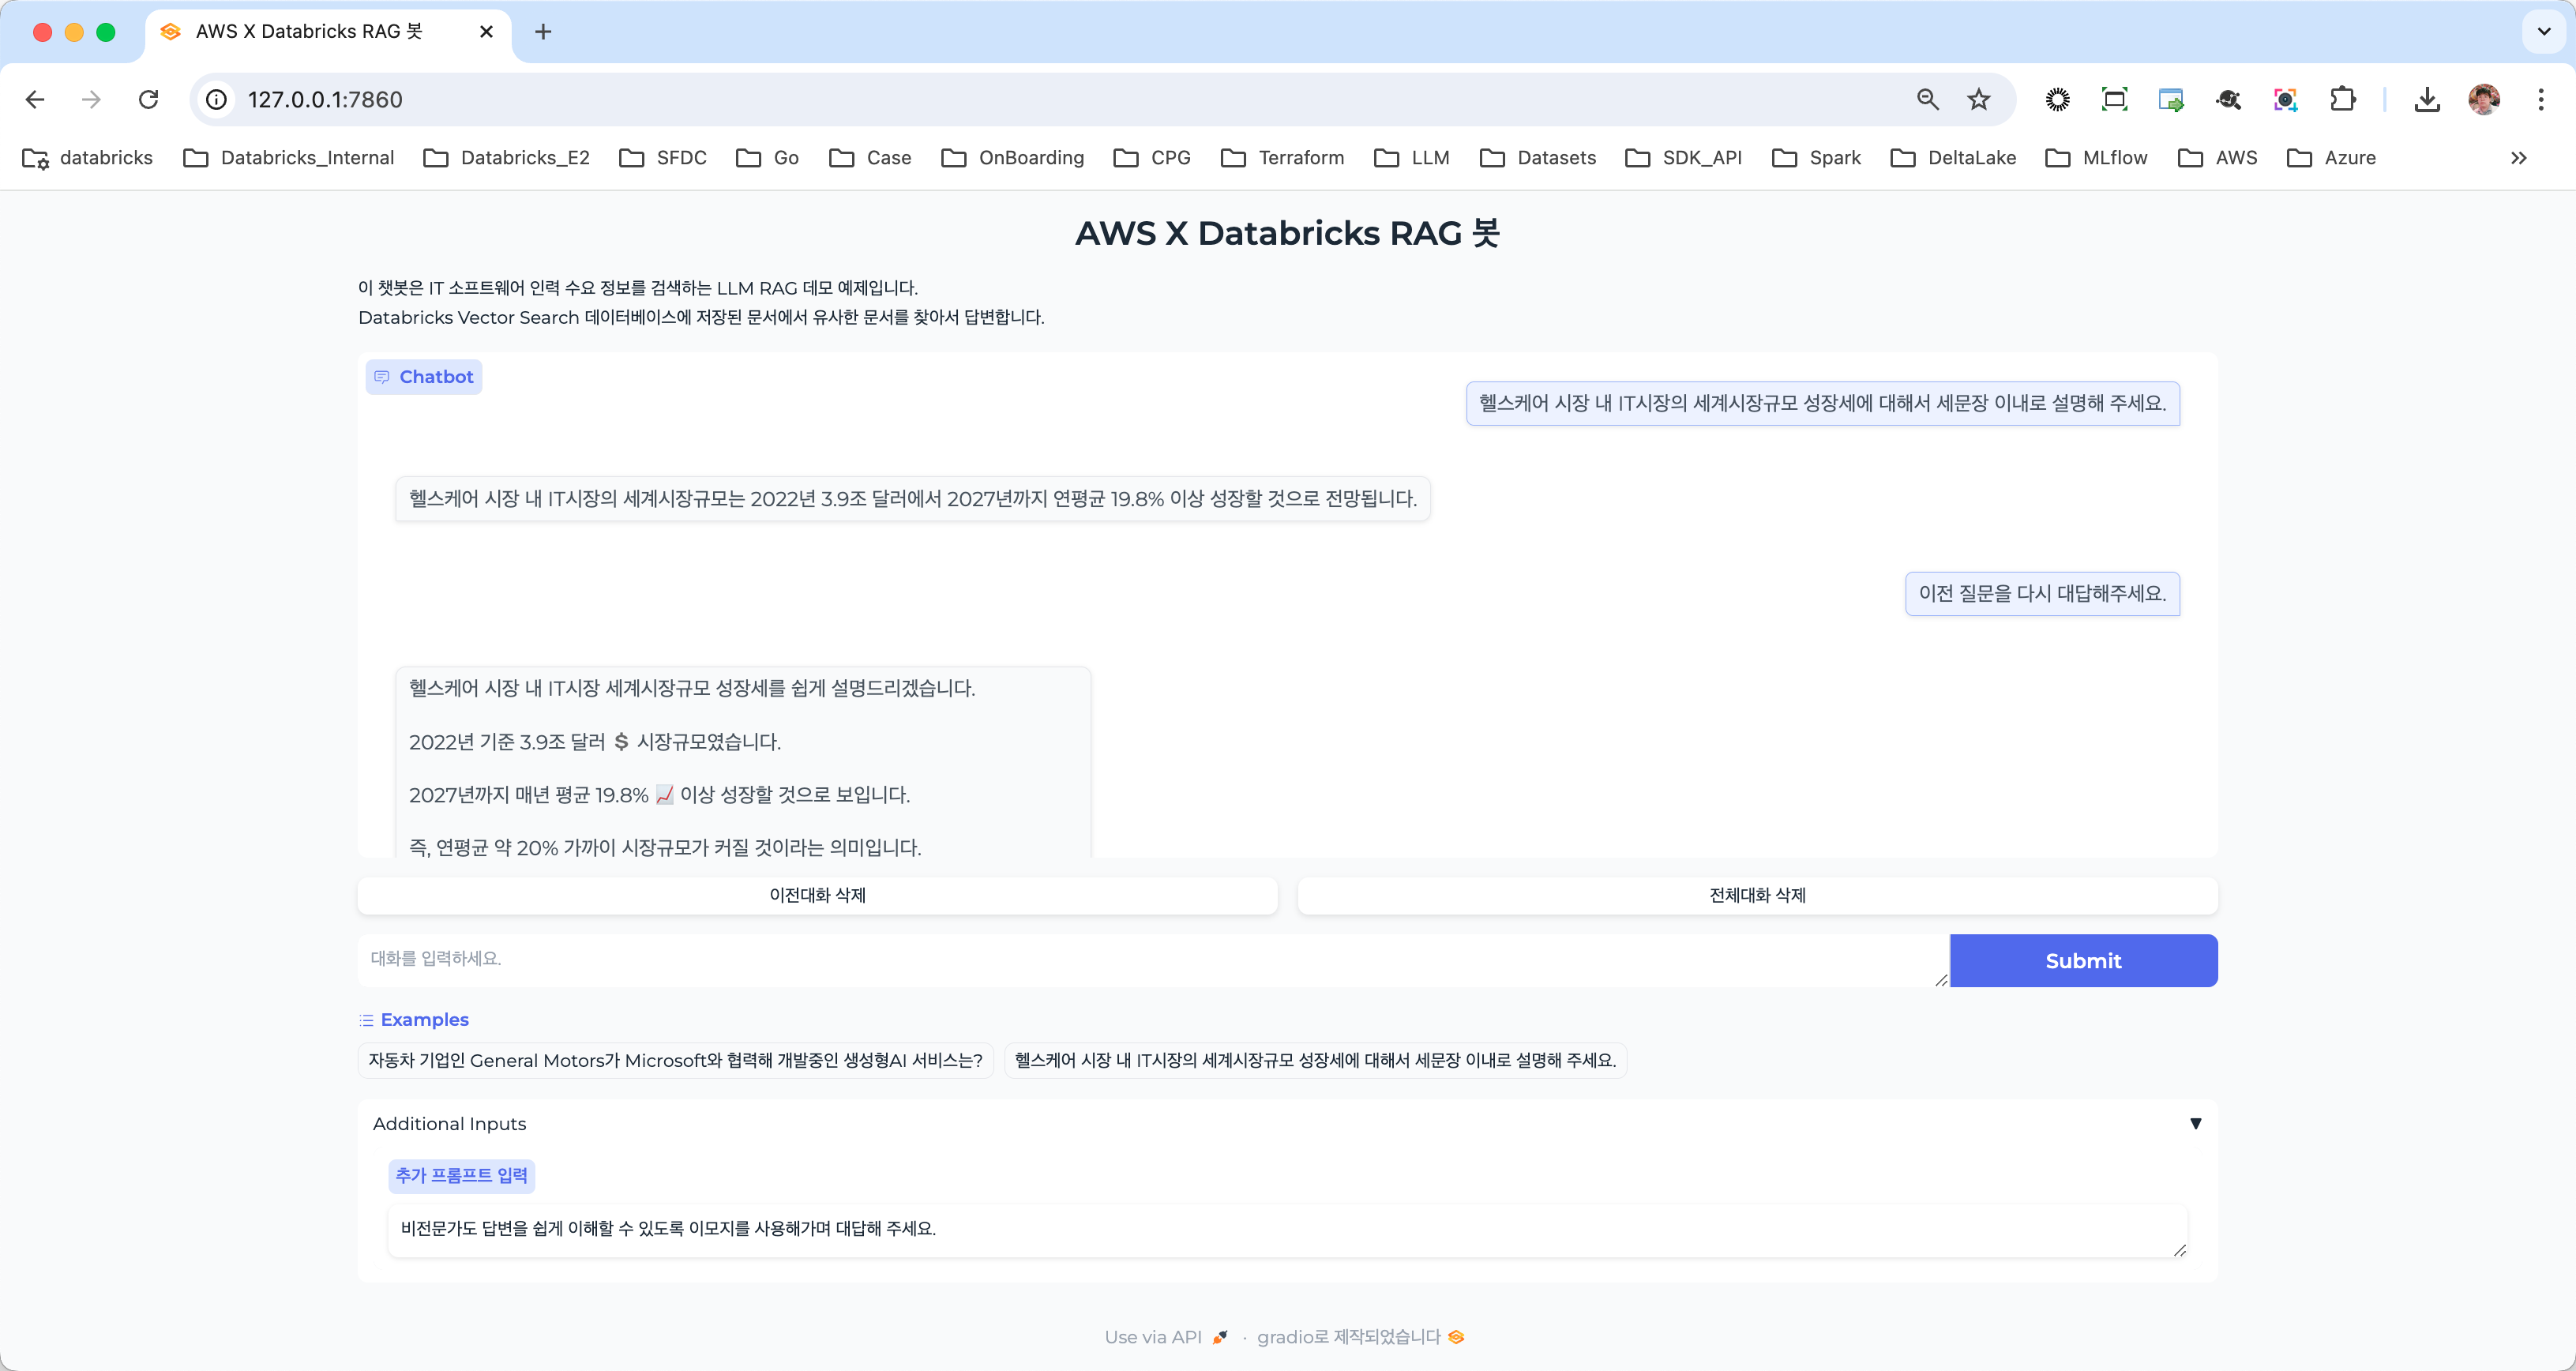 AWS X Databricks RAG 봇
127.0.0.1:7860
databricks Databricks_Internal Databricks_E2 SFDC Go Case OnBoarding CPG Terraform LLM Datasets SDK_API Spark DeltaLake MLflow AWS Azure
AWS X Databricks RAG 봇
이 챗봇은 IT 소프트웨어 인력 수요 정보를 검색하는 LLM RAG 데모 예제입니다.
Databricks Vector Search 데이터베이스에 저장된 문서에서 유사한 문서를 찾아서 답변합니다.
Chatbot
헬스케어 시장 내 IT시장의 세계시장규모 성장세에 대해서 세문장 이내로 설명해 주세요.
헬스케어 시장 내 IT시장의 세계시장규모는 2022년 3.9조 달러에서 2027년까지 연평균 19.8% 이상 성장할 것으로 전망됩니다.
이전 질문을 다시 대답해주세요.
헬스케어 시장 내 IT시장 세계시장규모 성장세를 쉽게 설명드리겠습니다.
2022년 기준 3.9조 달러 💲 시장규모였습니다.
2027년까지 매년 평균 19.8% 📈 이상 성장할 것으로 보입니다.
즉, 연평균 약 20% 가까이 시장규모가 커질 것이라는 의미입니다.
이전대화 삭제 전체대화 삭제
대화를 입력하세요. Submit
Examples
자동차 기업인 General Motors가 Microsoft와 협력해 개발중인 생성형AI 서비스는? 헬스케어 시장 내 IT시장의 세계시장규모 성장세에 대해서 세문장 이내로 설명해 주세요.
Additional Inputs ▼
추가 프롬프트 입력
비전문가도 답변을 쉽게 이해할 수 있도록 이모지를 사용해가며 대답해 주세요.
Use via API · gradio로 제작되었습니다